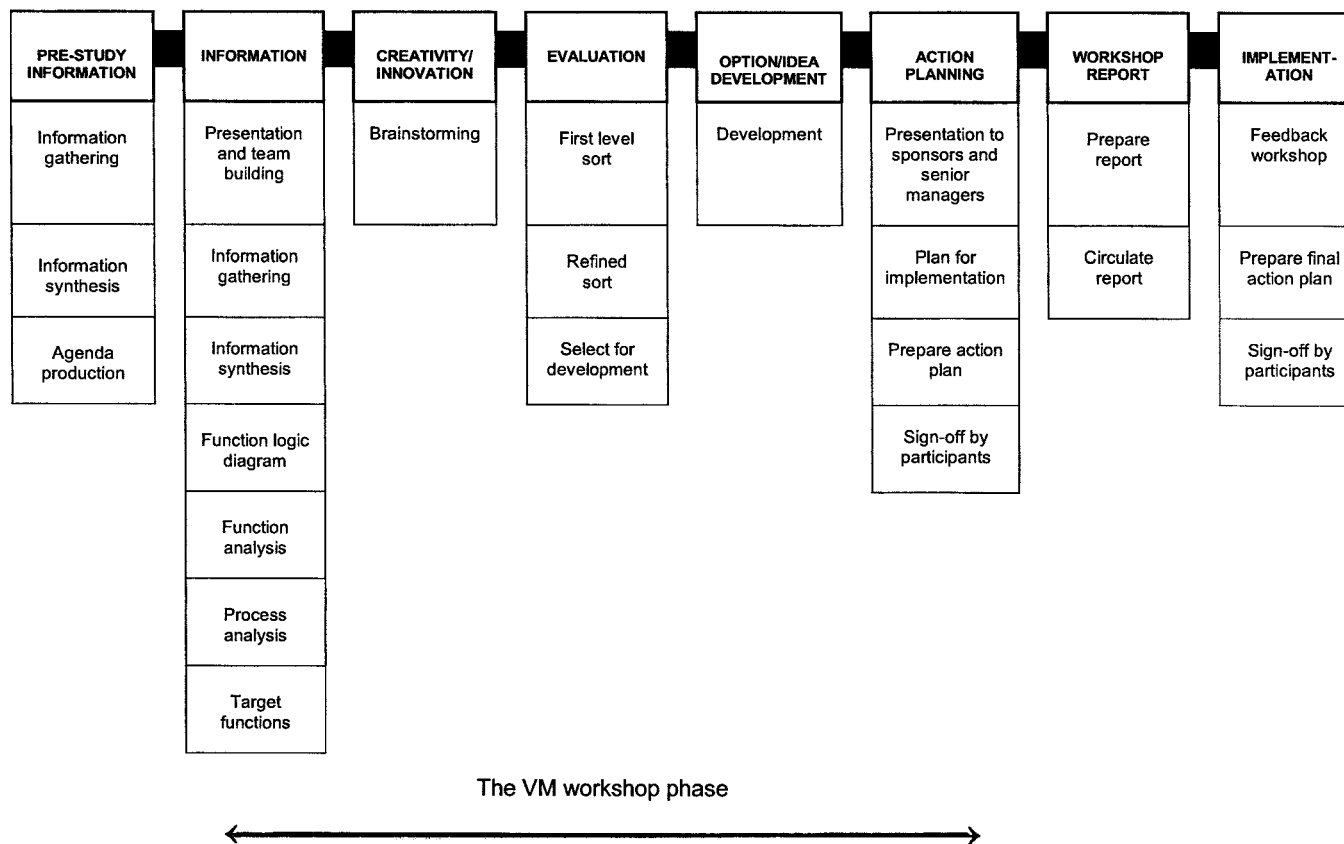 PRE-STUDY
INFORMATION
Information
gathering
Information
synthesis
Agenda
production
INFORMATION
Presentation
and team
building
Information
gathering
Information
synthesis
Function logic
diagram
Function
analysis
Process
analysis
Target
functions
CREATIVITY/
INNOVATION
Brainstorming
EVALUATION
First level
sort
Refined
sort
Select for
development
OPTION/IDEA
DEVELOPMENT
Development
ACTION
PLANNING
Presentation to
sponsors and
senior
managers
Plan for
implementation
Prepare action
plan
Sign-off by
participants
WORKSHOP
REPORT
Prepare
report
Circulate
report
IMPLEMENT-
ATION
Feedback
workshop
Prepare final
action plan
Sign-off by
participants
The VM workshop phase